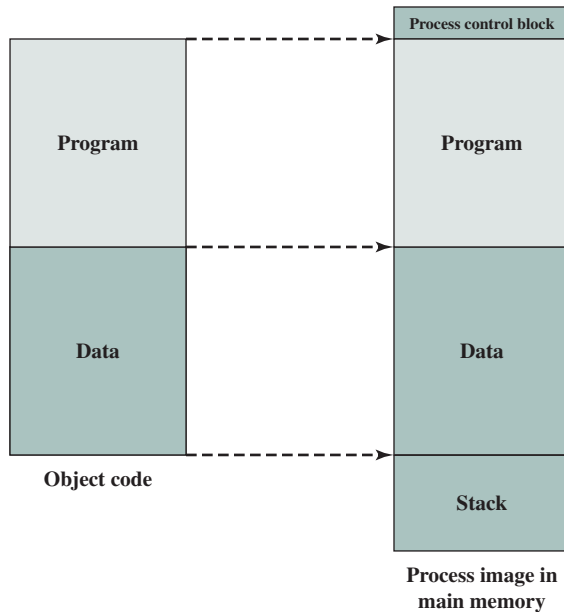 Process control block
Program
Program
Data
Data
Object code
Stack
Process image in
main memory